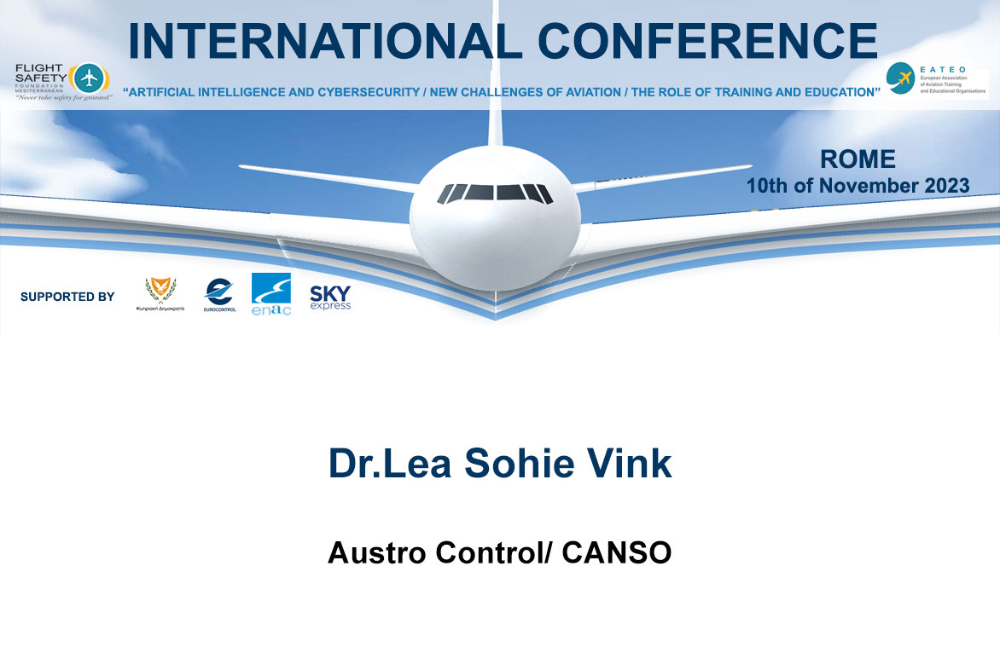 INTERNATIONAL CONFERENCE
FLIGHT
SAFETY
FOUNDATION
MEDITERRANEAN
"Never take safety for granted"
“ARTIFICIAL INTELLIGENCE AND CYBERSECURITY / NEW CHALLENGES OF AVIATION / THE ROLE OF TRAINING AND EDUCATION”
EATEO
European Association
of Aviation Training
and Educational Organisations
ROME
10th of November 2023
SUPPORTED BY
Κυπριακή Δημοκρατία
EUROCONTROL
enac
SKY
express
Dr.Lea Sohie Vink
Austro Control/ CANSO